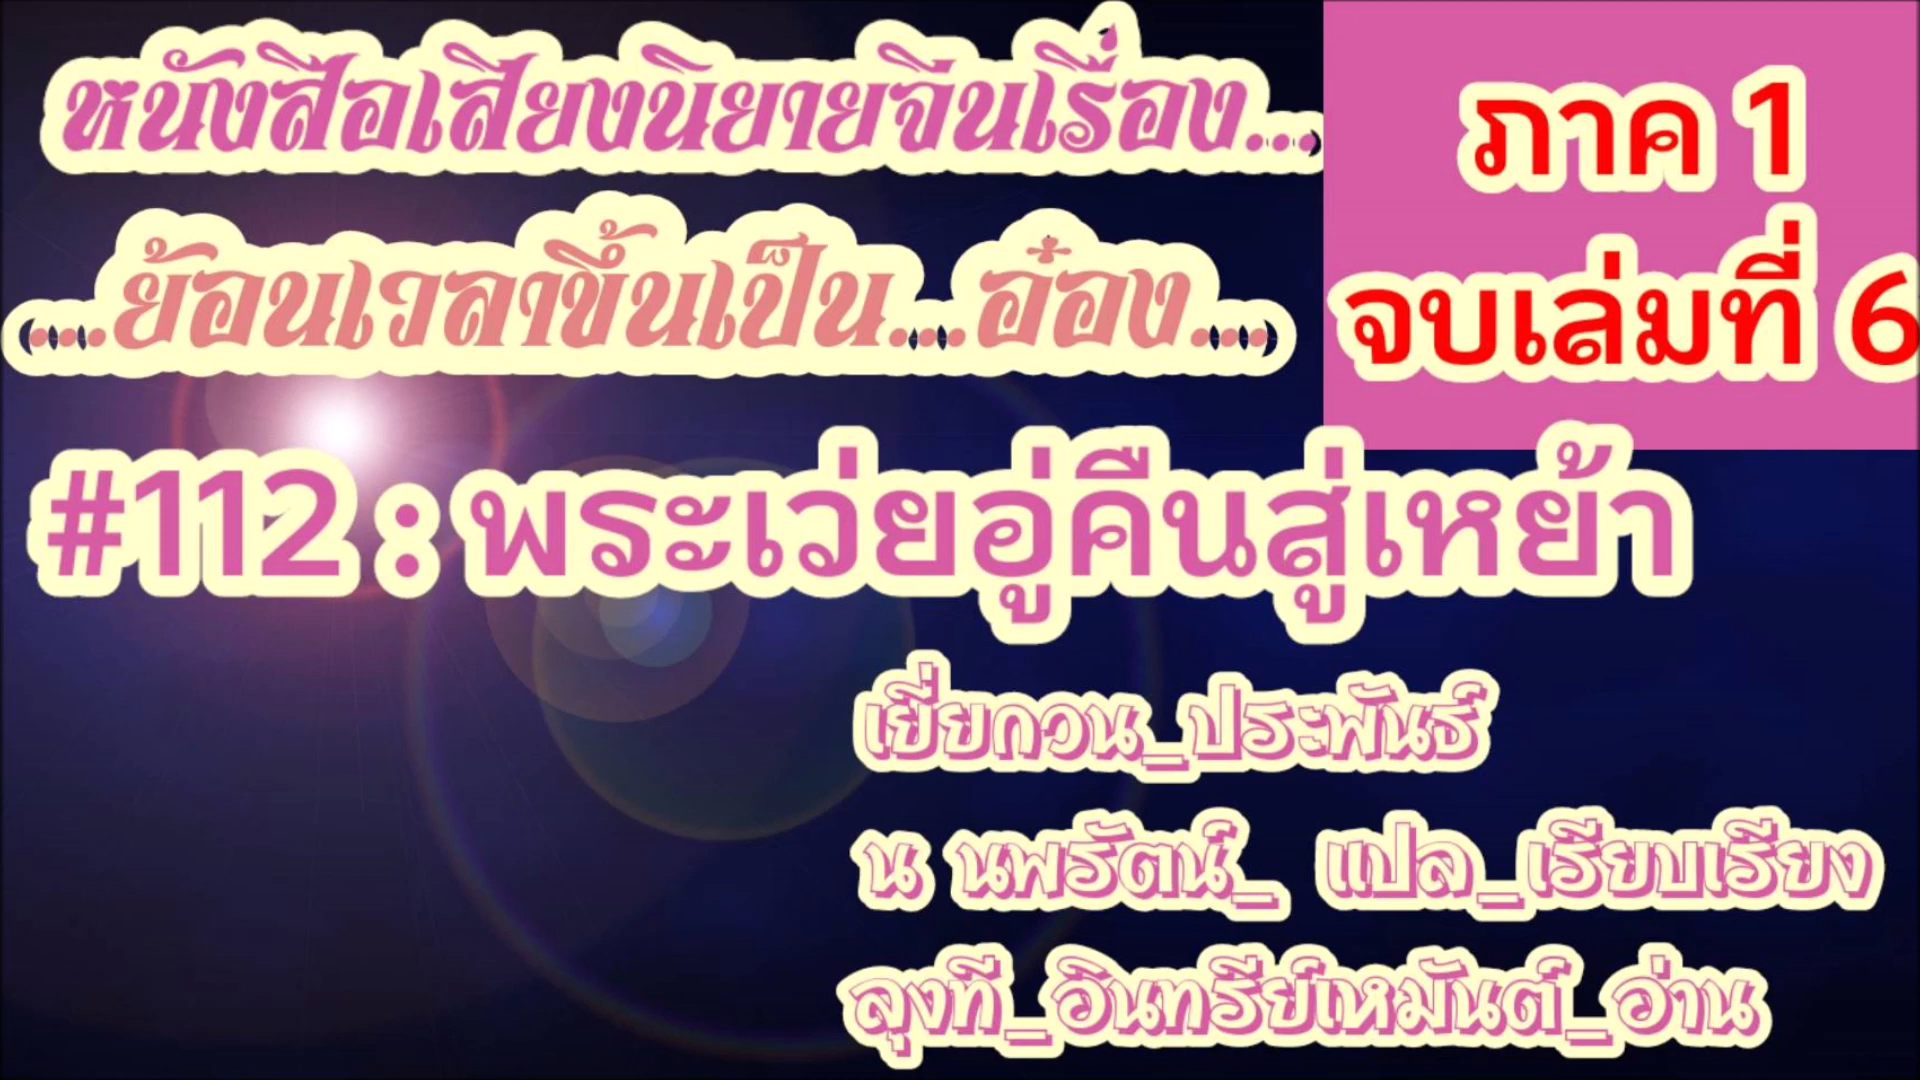 หนังสือเสียงนิยายจีนเรื่อง....
....ย้อนเวลาขึ้นเป็น....อ๋อง....
ภาค 1
จบเล่มที่ 6
#112 : พระเว่ยอู่คืนสู่เหย้า
เยี่ยกวน_ประพันธ์
น นพรัตน์_ แปล_เรียบเรียง
ลุงที_อินทรีย์เหมันต์_อ่าน